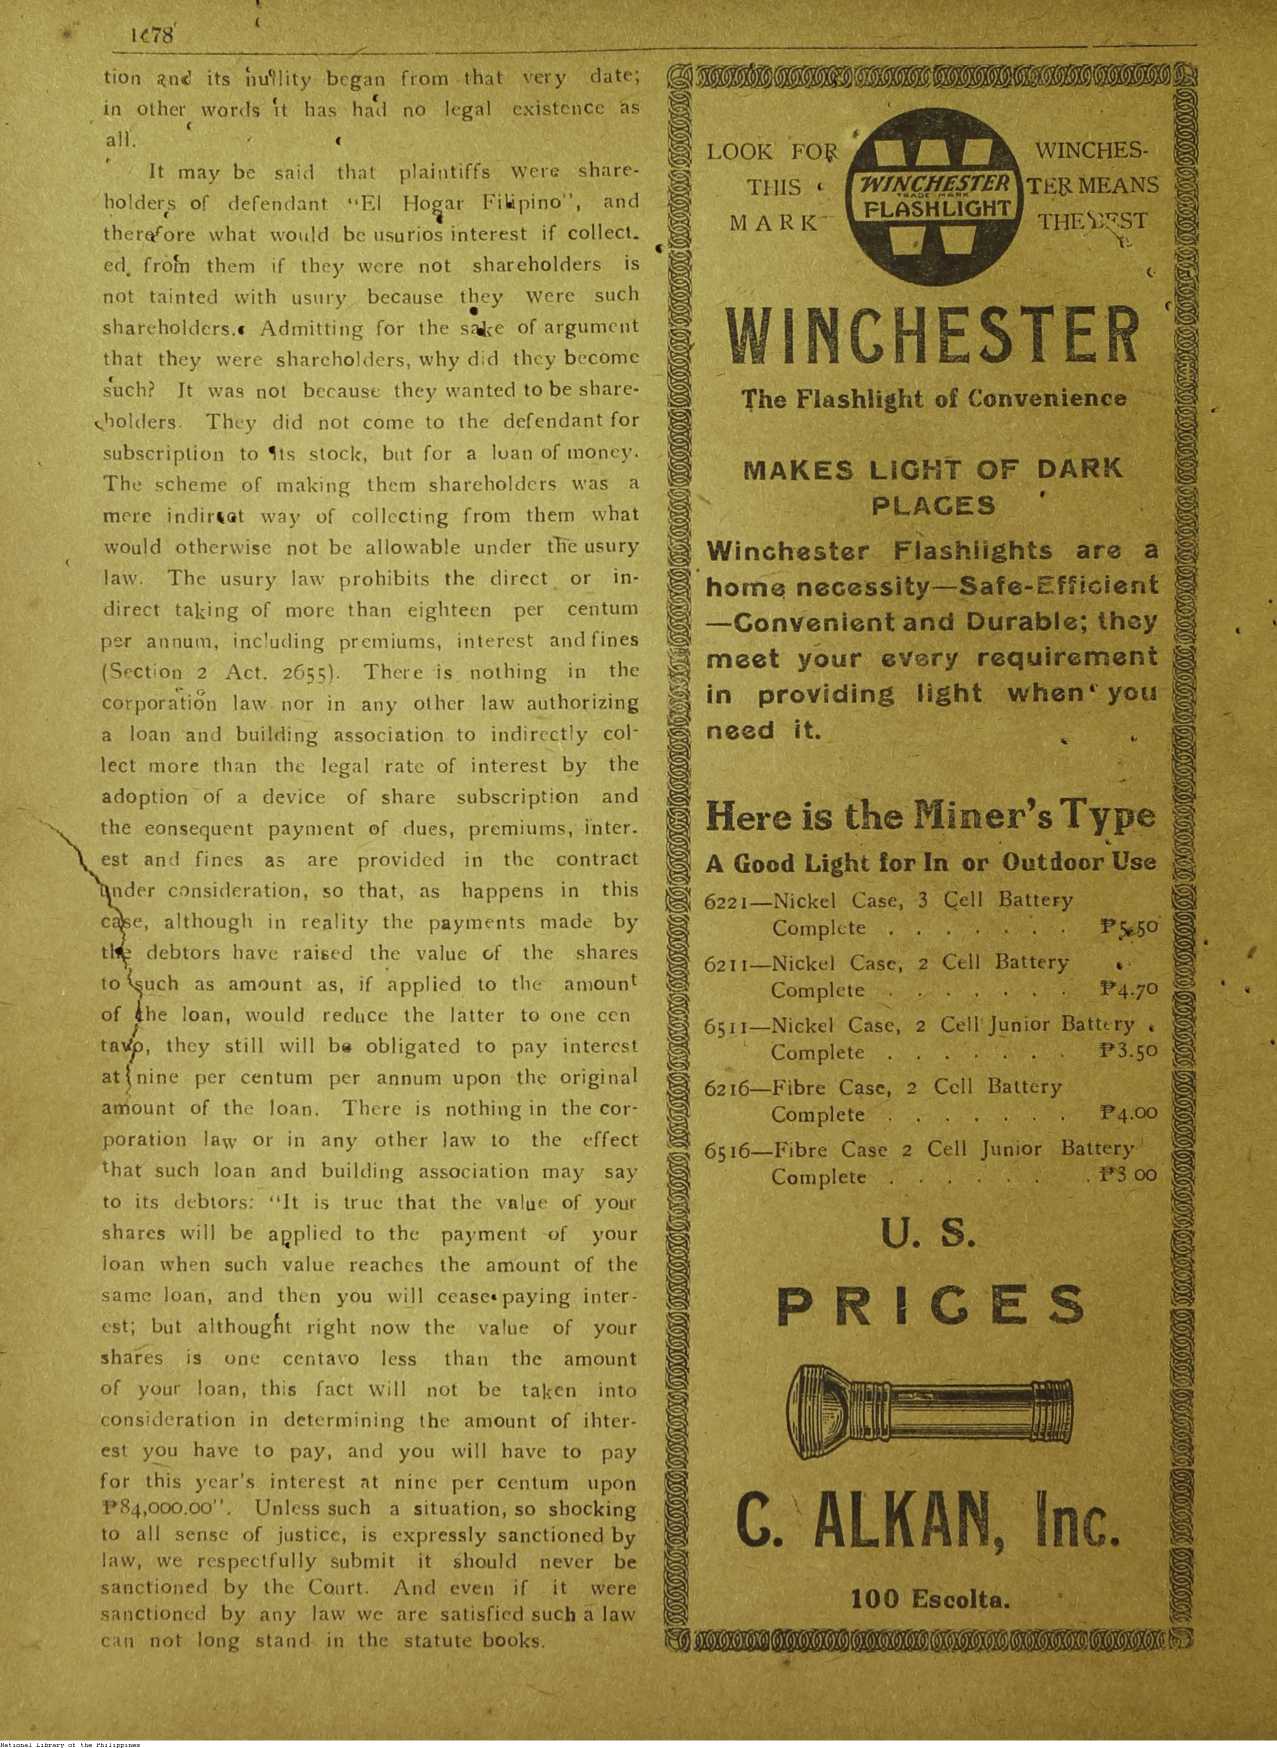 1078
tion and its nullity began from that very date;
in other words it has had no legal existence as
all.
It may be said that plaintiffs were share-
holders of defendant "El Hogar Filipino", and
therefore what would be usurios interest if collect.
ed, from them if they were not shareholders is
not tainted with usury because they were such
shareholders. Admitting for the sake of argument
that they were shareholders, why did they become
such? It was not because they wanted to be share-
holders. They did not come to the defendant for
subscription to its stock, but for a loan of money.
The scheme of making them shareholders was a
mere indirect way of collecting from them what
would otherwise not be allowable under the usury
law. The usury law prohibits the direct or in-
direct taking of more than eighteen per centum
per annum, including premiums, interest and fines
(Section 2 Act. 2655). There is nothing in the
corporation law nor in any other law authorizing
a loan and building association to indirectly col-
lect more than the legal rate of interest by the
adoption of a device of share subscription and
the eonsequent payment of dues, premiums, inter.
est and fines as are provided in the contract
under consideration, so that, as happens in this
case, although in reality the payments made by
the debtors have raised the value of the shares
to such as amount as, if applied to the amount
of the loan, would reduce the latter to one cen
tavo, they still will be obligated to pay interest
at nine per centum per annum upon the original
amount of the loan. There is nothing in the cor-
poration law or in any other law to the effect
that such loan and building association may say
to its debtors: "It is true that the value of your
shares will be applied to the payment of your
loan when such value reaches the amount of the
same loan, and then you will cease paying inter-
est; but althought right now the value of your
shares is one centavo less than the amount
of your loan, this fact will not be taken into
consideration in determining the amount of ihter-
est you have to pay, and you will have to pay
for this year's interest at nine per centum upon
₱84,000.00". Unless such a situation, so shocking
to all sense of justice, is expressly sanctioned by
law, we respectfully submit it should never be
sanctioned by the Court. And even if it were
sanctioned by any law we are satisfied such a law
can not long stand in the statute books.
LOOK FOR
THIS
MARK
WINCHESTER
TRADE MARK
FLASHLIGHT
WINCHES-
TER MEANS
THE BEST
WINCHESTER
The Flashlight of Convenience
MAKES LIGHT OF DARK
PLACES
Winchester Flashlights are a
home necessity—Safe-Efficient
—Convenient and Durable; they
meet your every requirement
in providing light when you
need it.
Here is the Miner's Type
A Good Light for In or Outdoor Use
6221—Nickel Case, 3 Cell Battery
Complete . . . . . . . ₱5.50
6211—Nickel Case, 2 Cell Battery
Complete . . . . . . . ₱4.70
6511—Nickel Case, 2 Cell Junior Battery
Complete . . . . . . . ₱3.50
6216—Fibre Case, 2 Cell Battery
Complete . . . . . . . ₱4.00
6516—Fibre Case 2 Cell Junior Battery
Complete . . . . . . . ₱3 00
U. S.
PRICES
C. ALKAN, Inc.
100 Escolta.
National Library of the Philippines